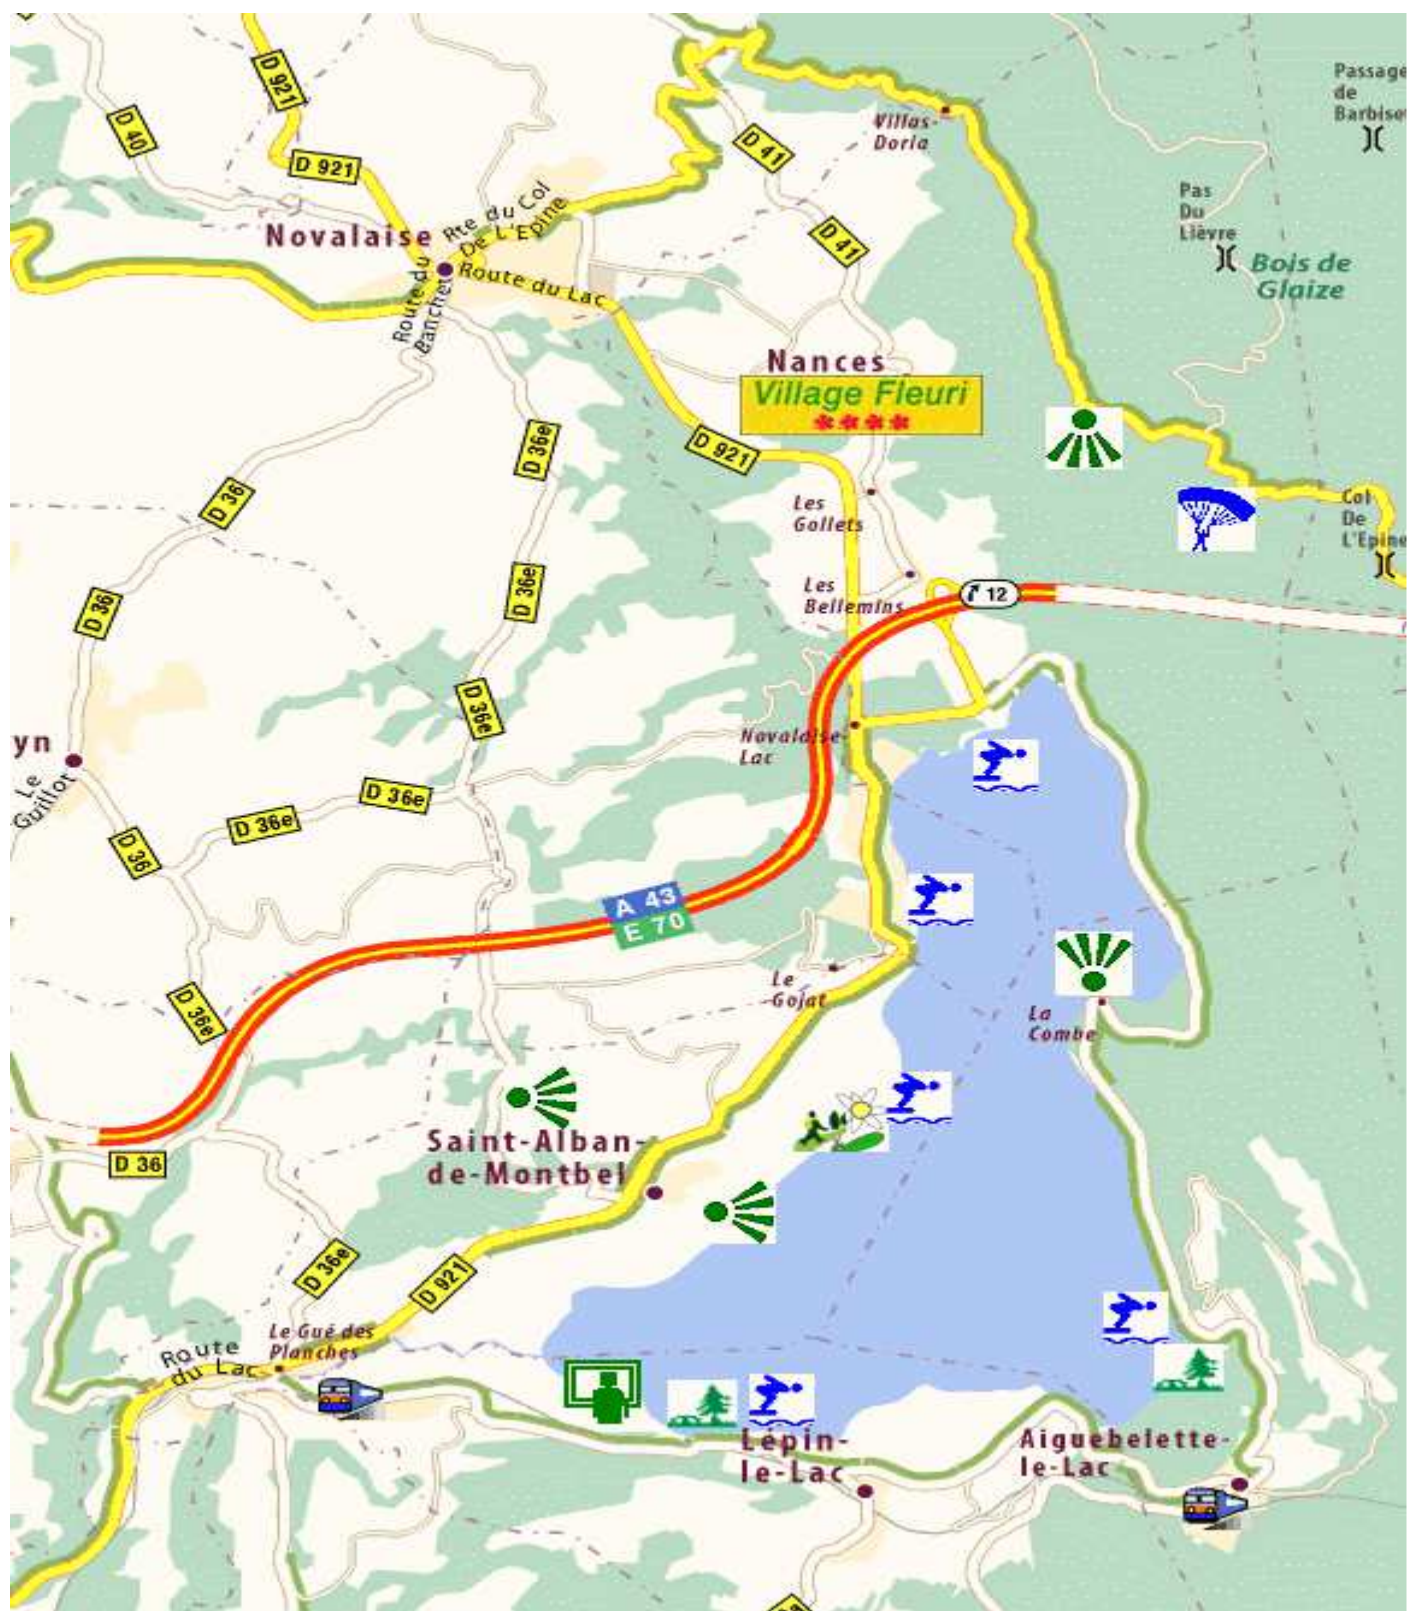 D 921
Passage
de
D 40
Villas-
Doria
D 41
D 921
Pas
Du
Lièvre
Rte du Col
De L'Epine
Novalaise
D 41
Bois de
Glaize
Route du Lac
Route du
Banchet
Nances
Village Fleuri
****
D 36e
D 921
D 36
Les
Gollets
Col
De
L'Epine
D 36e
Les
Bellemins
12
D 36
D 36e
Novalaise-
Lac
yn
Le
Guillot
D 36e
D 36e
D 36
A 43
E 70
Le
Gojat
D 36e
La
Combe
Saint-Alban-
de-Montbel
D 36
D 36e
D 921
Le Gué des
Planches
Route
du Lac
Lépin-
le-Lac
Aiguebelette-
le-Lac